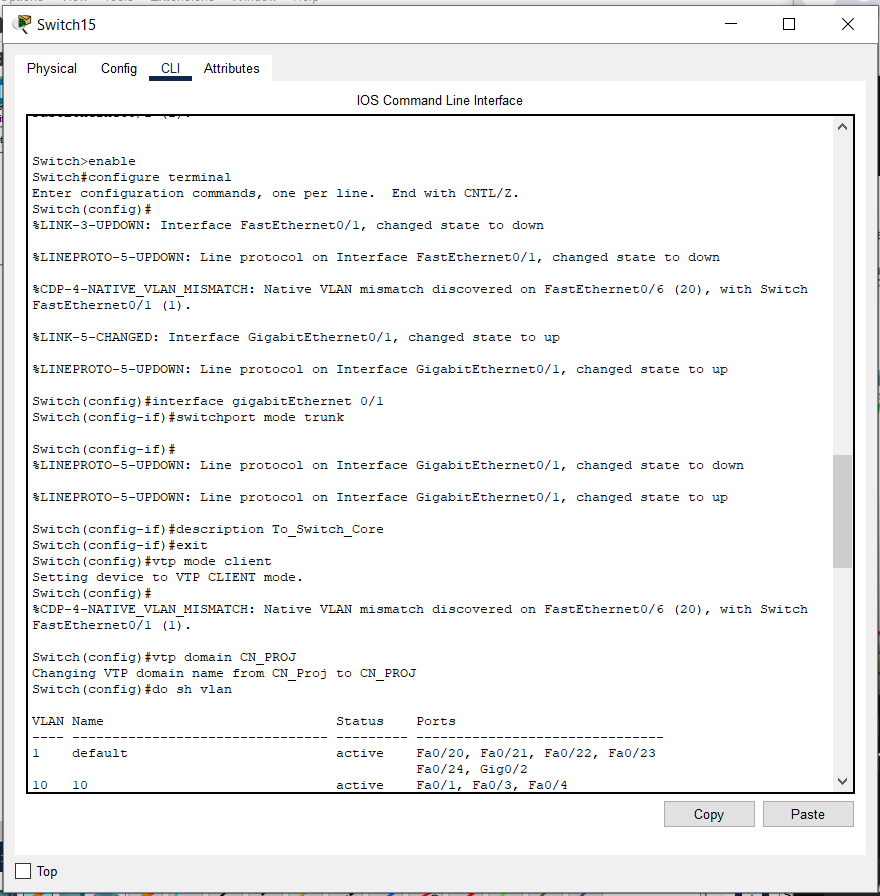 Switch15
Physical Config CLI Attributes
IOS Command Line Interface
Switch>enable
Switch#configure terminal
Enter configuration commands, one per line.  End with CNTL/Z.
Switch(config)#
%LINK-3-UPDOWN: Interface FastEthernet0/1, changed state to down
%LINEPROTO-5-UPDOWN: Line protocol on Interface FastEthernet0/1, changed state to down
%CDP-4-NATIVE_VLAN_MISMATCH: Native VLAN mismatch discovered on FastEthernet0/6 (20), with Switch
FastEthernet0/1 (1).
%LINK-5-CHANGED: Interface GigabitEthernet0/1, changed state to up
%LINEPROTO-5-UPDOWN: Line protocol on Interface GigabitEthernet0/1, changed state to up
Switch(config)#interface gigabitEthernet 0/1
Switch(config-if)#switchport mode trunk
Switch(config-if)#
%LINEPROTO-5-UPDOWN: Line protocol on Interface GigabitEthernet0/1, changed state to down
%LINEPROTO-5-UPDOWN: Line protocol on Interface GigabitEthernet0/1, changed state to up
Switch(config-if)#description To_Switch_Core
Switch(config-if)#exit
Switch(config)#vtp mode client
Setting device to VTP CLIENT mode.
Switch(config)#
%CDP-4-NATIVE_VLAN_MISMATCH: Native VLAN mismatch discovered on FastEthernet0/6 (20), with Switch
FastEthernet0/1 (1).
Switch(config)#vtp domain CN_PROJ
Changing VTP domain name from CN_Proj to CN_PROJ
Switch(config)#do sh vlan
VLAN Name                             Status    Ports
---- -------------------------------- --------- -------------------------------
1    default                          active    Fa0/20, Fa0/21, Fa0/22, Fa0/23
                                                Fa0/24, Gig0/2
10   10                               active    Fa0/1, Fa0/3, Fa0/4
Copy Paste
Top